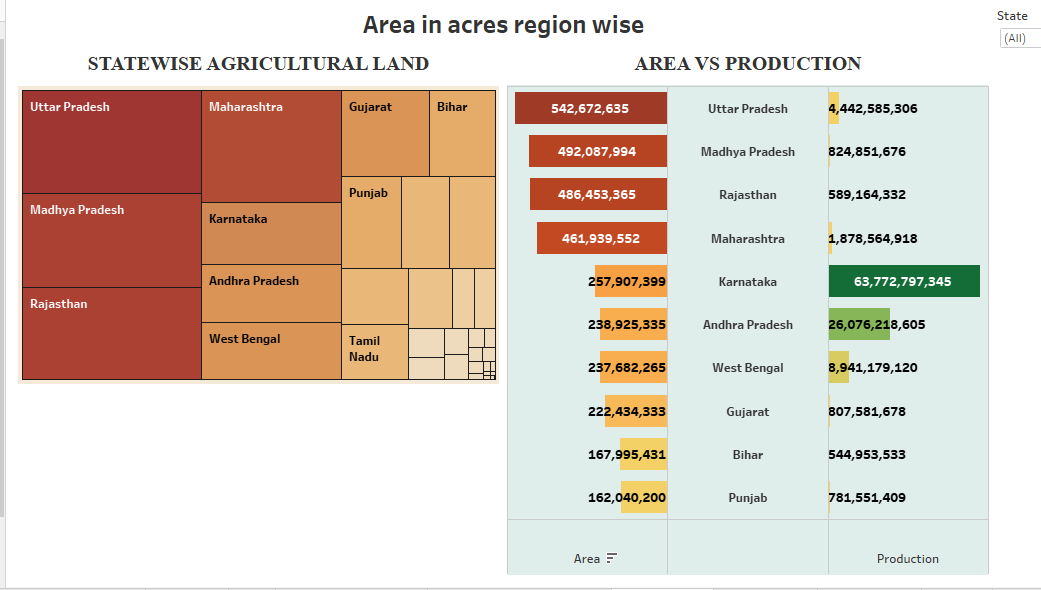 Area in acres region wise
State
(All)
STATEWISE AGRICULTURAL LAND
Uttar Pradesh
Maharashtra
Gujarat
Bihar
Madhya Pradesh
Punjab
Karnataka
Andhra Pradesh
Rajasthan
West Bengal
Tamil
Nadu
AREA VS PRODUCTION
542,672,635 Uttar Pradesh 4,442,585,306
492,087,994 Madhya Pradesh 824,851,676
486,453,365 Rajasthan 589,164,332
461,939,552 Maharashtra 1,878,564,918
257,907,399 Karnataka 63,772,797,345
238,925,335 Andhra Pradesh 26,076,218,605
237,682,265 West Bengal 8,941,179,120
222,434,333 Gujarat 807,581,678
167,995,431 Bihar 544,953,533
162,040,200 Punjab 781,551,409
Area Production